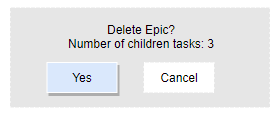 Delete Epic?
Number of children tasks: 3
Yes
Cancel